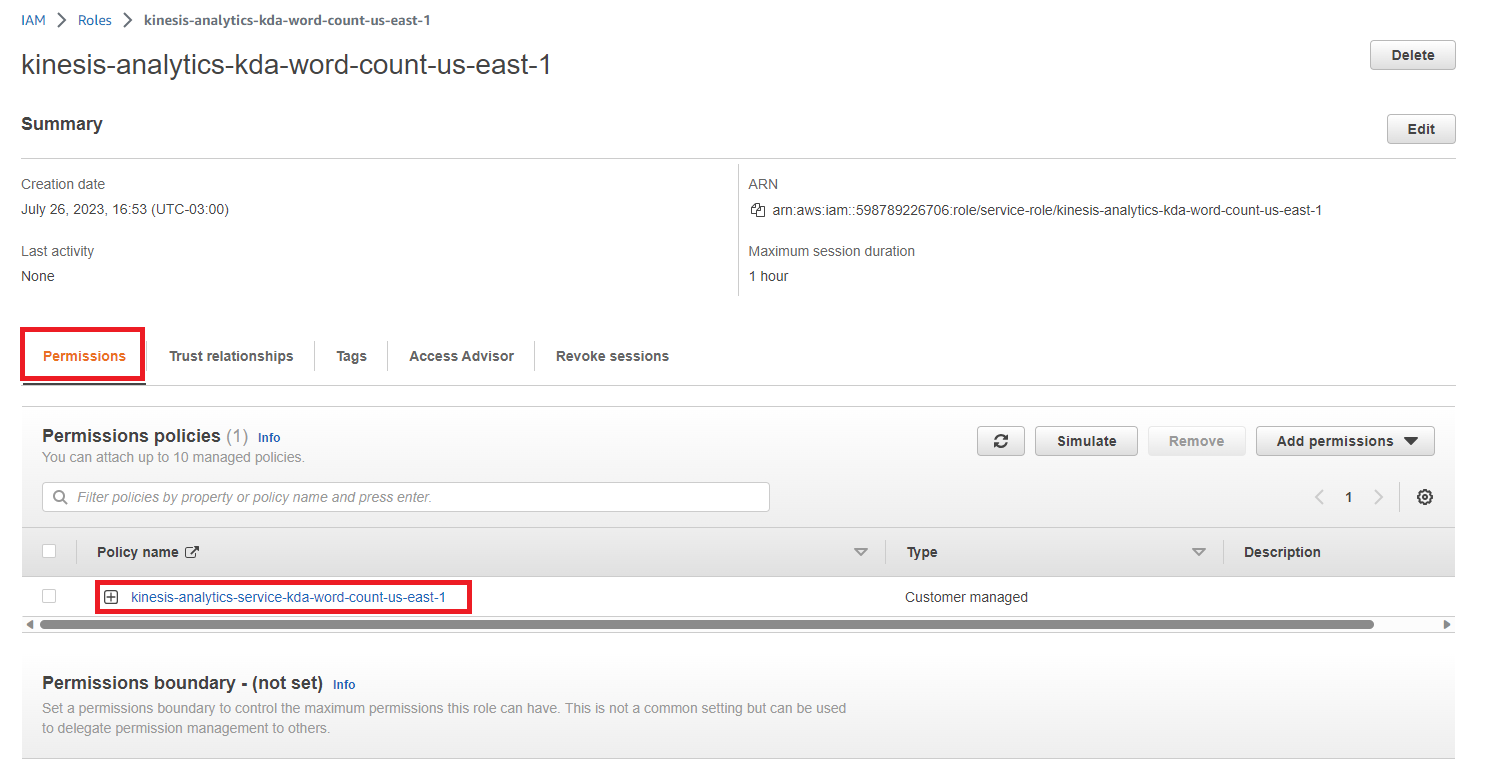 IAM > Roles > kinesis-analytics-kda-word-count-us-east-1
kinesis-analytics-kda-word-count-us-east-1
Delete
Summary
Edit
Creation date
July 26, 2023, 16:53 (UTC-03:00)
ARN
arn:aws:iam::598789226706:role/service-role/kinesis-analytics-kda-word-count-us-east-1
Last activity
None
Maximum session duration
1 hour
Permissions Trust relationships Tags Access Advisor Revoke sessions
Permissions policies (1) Info
You can attach up to 10 managed policies.
Simulate Remove Add permissions
Filter policies by property or policy name and press enter.
1
Policy name Type Description
kinesis-analytics-service-kda-word-count-us-east-1 Customer managed
Permissions boundary - (not set) Info
Set a permissions boundary to control the maximum permissions this role can have. This is not a common setting but can be used
to delegate permission management to others.